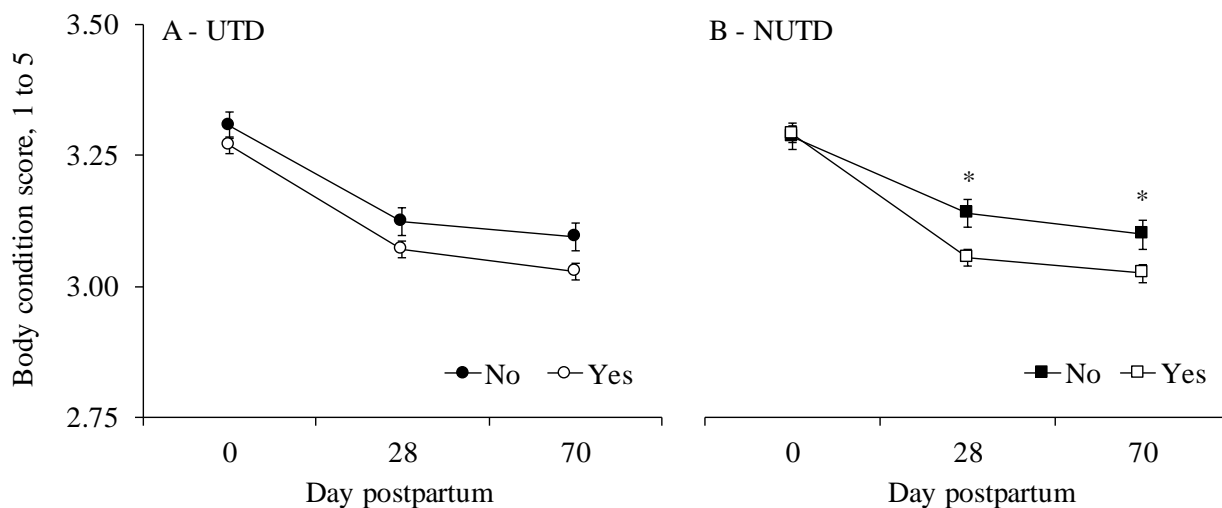 Body condition score, 1 to 5
3.50
3.25
3.00
2.75
A - UTD
No Yes
0 28 70
Day postpartum
B - NUTD
*
*
No Yes
0 28 70
Day postpartum